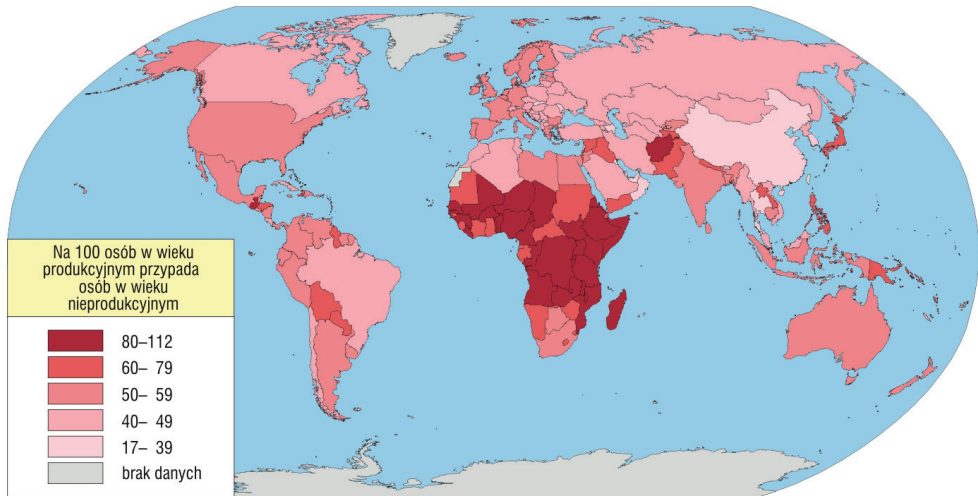 Na 100 osób w wieku
produkcyjnym przypada
osób w wieku
nieprodukcyjnym
80–112
60– 79
50– 59
40– 49
17– 39
brak danych